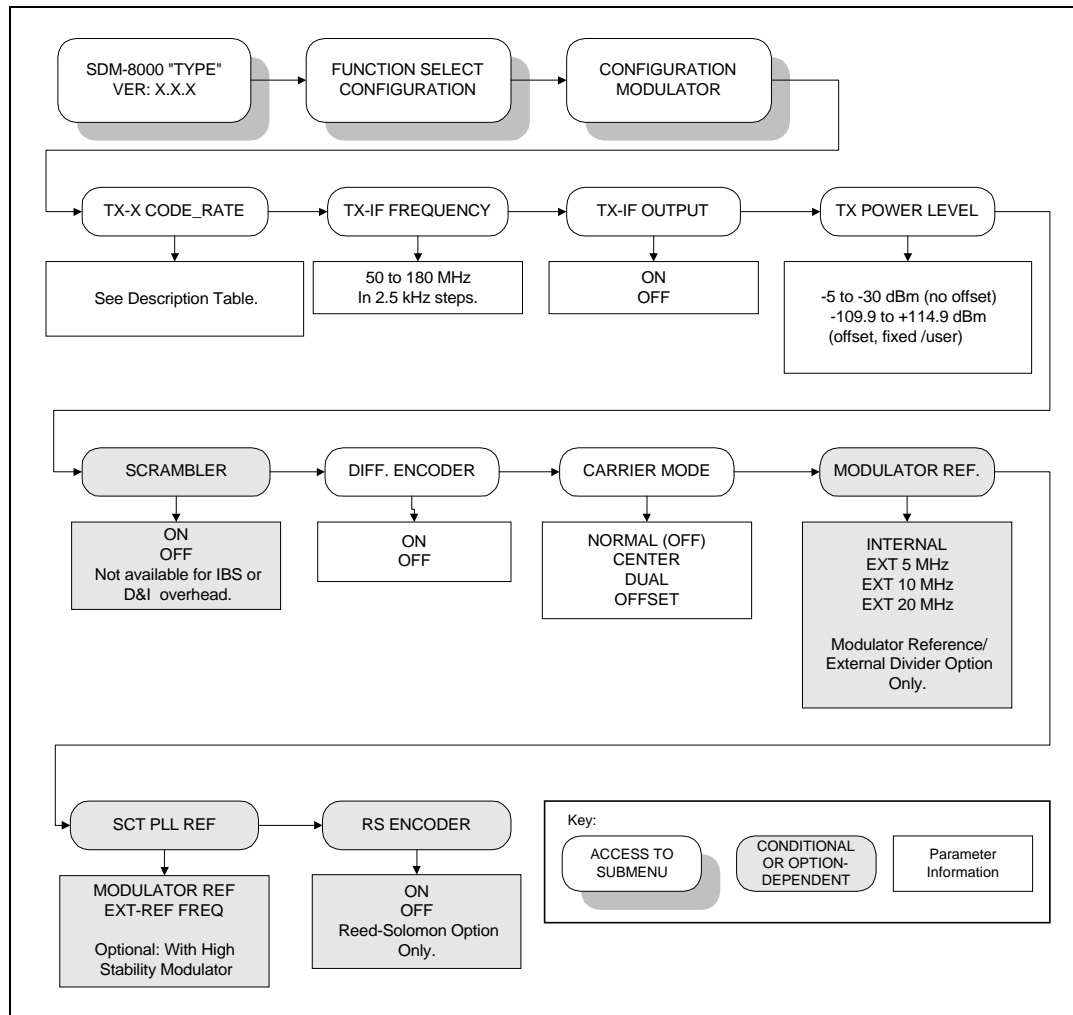 SDM-8000 "TYPE"
VER: X.X.X
FUNCTION SELECT
CONFIGURATION
CONFIGURATION
MODULATOR
TX-X CODE_RATE
TX-IF FREQUENCY
TX-IF OUTPUT
TX POWER LEVEL
See Description Table.
50 to 180 MHz
In 2.5 kHz steps.
ON
OFF
-5 to -30 dBm (no offset)
-109.9 to +114.9 dBm
(offset, fixed /user)
SCRAMBLER
DIFF. ENCODER
CARRIER MODE
MODULATOR REF.
ON
OFF
Not available for IBS or
D&I overhead.
ON
OFF
NORMAL (OFF)
CENTER
DUAL
OFFSET
INTERNAL
EXT 5 MHz
EXT 10 MHz
EXT 20 MHz
Modulator Reference/
External Divider Option
Only.
SCT PLL REF
RS ENCODER
MODULATOR REF
EXT-REF FREQ
Optional: With High
Stability Modulator
ON
OFF
Reed-Solomon Option
Only.
Key:
ACCESS TO
SUBMENU
CONDITIONAL
OR OPTION-
DEPENDENT
Parameter
Information